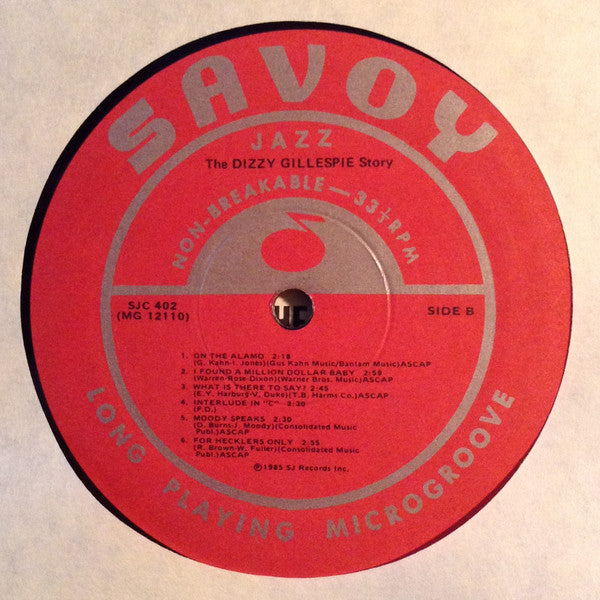 SAVOY
JAZZ
The DIZZY GILLESPIE Story
NON-BREAKABLE—33⅓RPM
SJC 402
(MG 12110)
SIDE B
1. ON THE ALAMO 2:18
(G. Kahn-I. Jones)(Gus Kahn Music/Bantam Music)ASCAP
2. I FOUND A MILLION DOLLAR BABY 2:59
(Warren-Rose-Dixon)(Warner Bros. Music)ASCAP
3. WHAT IS THERE TO SAY? 2:45
(E.Y. Harburg-V. Duke)(T.B. Harms Co.)ASCAP
4. INTERLUDE IN "C" 2:30
(P.D.)
5. MOODY SPEAKS 2:30
(D. Burns-J. Moody)(Consolidated Music
Publ.)ASCAP
6. FOR HECKLERS ONLY 2:55
(R. Brown-W. Fuller)(Consolidated Music
Publ.)ASCAP
℗1985 SJ Records Inc.
LONG PLAYING MICROGROOVE